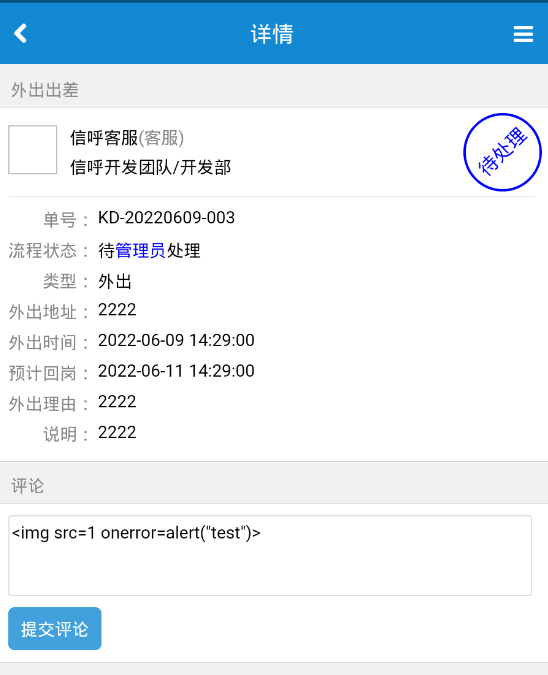 详情
外出出差
信呼客服(客服)
信呼开发团队/开发部
待处理
单号： KD-20220609-003
流程状态： 待管理员处理
类型： 外出
外出地址： 2222
外出时间： 2022-06-09 14:29:00
预计回岗： 2022-06-11 14:29:00
外出理由： 2222
说明： 2222
评论
<img src=1 onerror=alert("test")>
提交评论